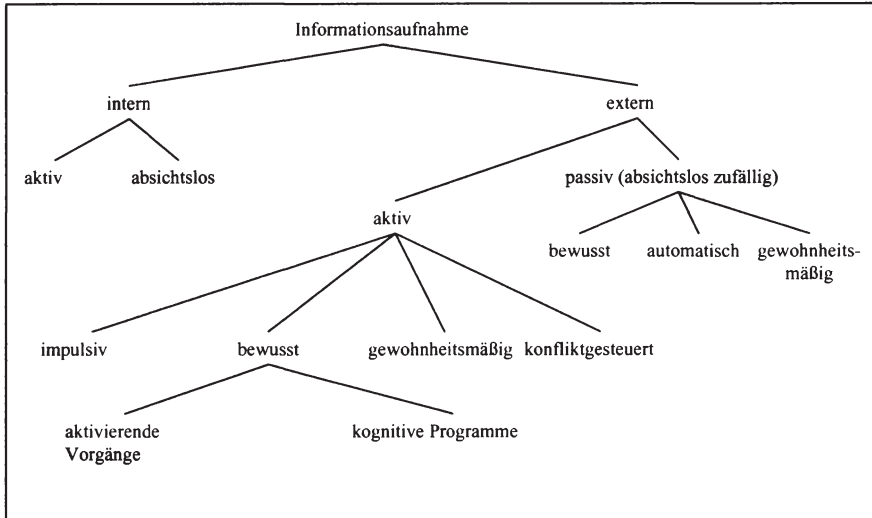 Informationsaufnahme
intern
extern
aktiv
absichtslos
passiv (absichtslos zufällig)
aktiv
bewusst
automatisch
gewohnheits-
mäßig
impulsiv
bewusst
gewohnheitsmäßig
konfliktgesteuert
aktivierende
Vorgänge
kognitive Programme